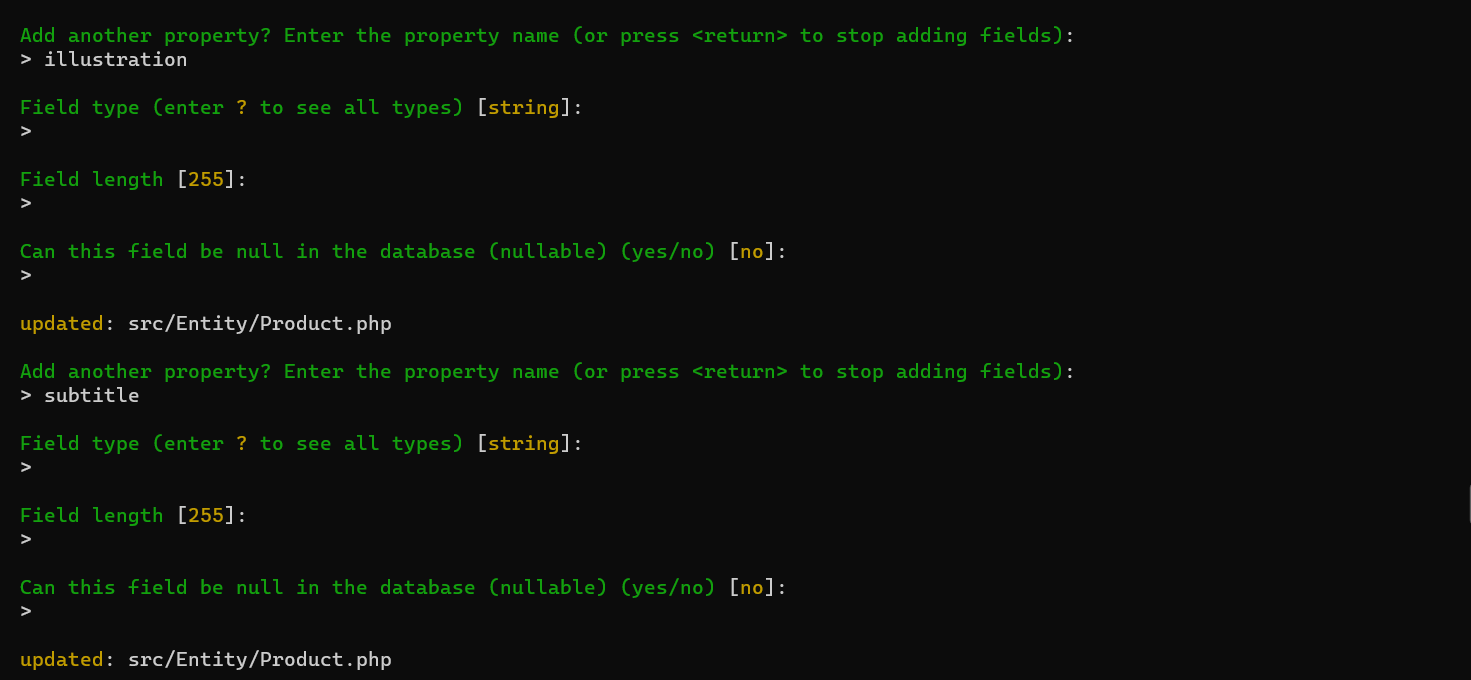 Add another property? Enter the property name (or press <return> to stop adding fields):
> illustration
Field type (enter ? to see all types) [string]:
>
Field length [255]:
>
Can this field be null in the database (nullable) (yes/no) [no]:
>
updated: src/Entity/Product.php
Add another property? Enter the property name (or press <return> to stop adding fields):
> subtitle
Field type (enter ? to see all types) [string]:
>
Field length [255]:
>
Can this field be null in the database (nullable) (yes/no) [no]:
>
updated: src/Entity/Product.php